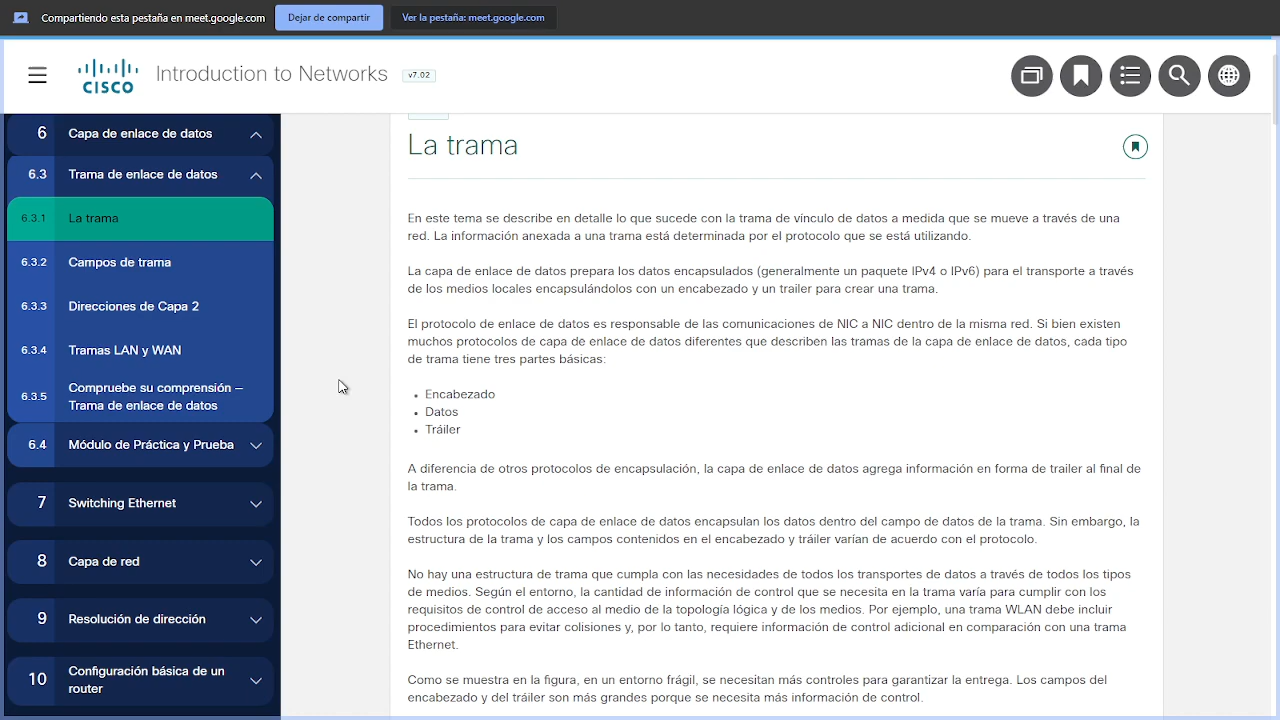 Compartiendo esta pestaña en meet.google.com
Dejar de compartir
Ver la pestaña: meet.google.com
CISCO
Introduction to Networks
v7.02
6 Capa de enlace de datos
6.3 Trama de enlace de datos
6.3.1 La trama
6.3.2 Campos de trama
6.3.3 Direcciones de Capa 2
6.3.4 Tramas LAN y WAN
6.3.5 Compruebe su comprensión –
Trama de enlace de datos
6.4 Módulo de Práctica y Prueba
7 Switching Ethernet
8 Capa de red
9 Resolución de dirección
10 Configuración básica de un
router
La trama
En este tema se describe en detalle lo que sucede con la trama de vínculo de datos a medida que se mueve a través de una
red. La información anexada a una trama está determinada por el protocolo que se está utilizando.
La capa de enlace de datos prepara los datos encapsulados (generalmente un paquete IPv4 o IPv6) para el transporte a través
de los medios locales encapsulándolos con un encabezado y un trailer para crear una trama.
El protocolo de enlace de datos es responsable de las comunicaciones de NIC a NIC dentro de la misma red. Si bien existen
muchos protocolos de capa de enlace de datos diferentes que describen las tramas de la capa de enlace de datos, cada tipo
de trama tiene tres partes básicas:
• Encabezado
• Datos
• Tráiler
A diferencia de otros protocolos de encapsulación, la capa de enlace de datos agrega información en forma de trailer al final de
la trama.
Todos los protocolos de capa de enlace de datos encapsulan los datos dentro del campo de datos de la trama. Sin embargo, la
estructura de la trama y los campos contenidos en el encabezado y tráiler varían de acuerdo con el protocolo.
No hay una estructura de trama que cumpla con las necesidades de todos los transportes de datos a través de todos los tipos
de medios. Según el entorno, la cantidad de información de control que se necesita en la trama varía para cumplir con los
requisitos de control de acceso al medio de la topología lógica y de los medios. Por ejemplo, una trama WLAN debe incluir
procedimientos para evitar colisiones y, por lo tanto, requiere información de control adicional en comparación con una trama
Ethernet.
Como se muestra en la figura, en un entorno frágil, se necesitan más controles para garantizar la entrega. Los campos del
encabezado y del tráiler son más grandes porque se necesita más información de control.